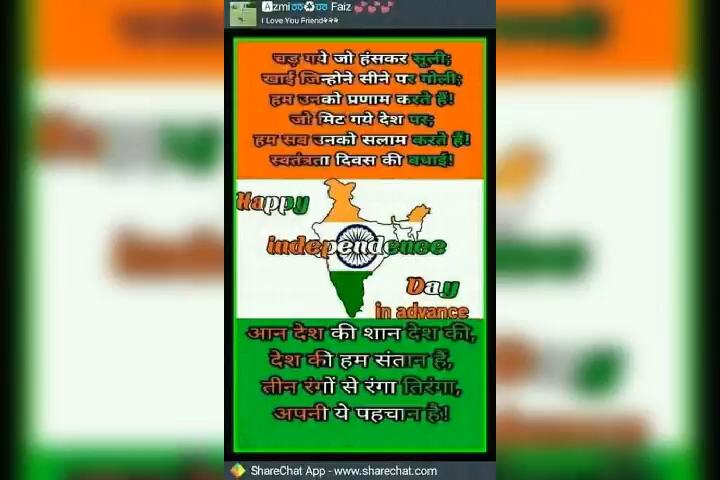 Azmi Faiz
I Love You Friend
चड़ गये जो हंसकर सूली;
खाई जिन्होने सीने पर गोली;
हम उनको प्रणाम करते हैं!
जो मिट गये देश पर;
हम सब उनको सलाम करते हैं!
स्वतंत्रता दिवस की बधाई!
Happy
independence
Day
in advance
आन देश की शान देश की,
देश की हम संतान हैं,
तीन रंगों से रंगा तिरंगा,
अपनी ये पहचान है!
ShareChat App - www.sharechat.com